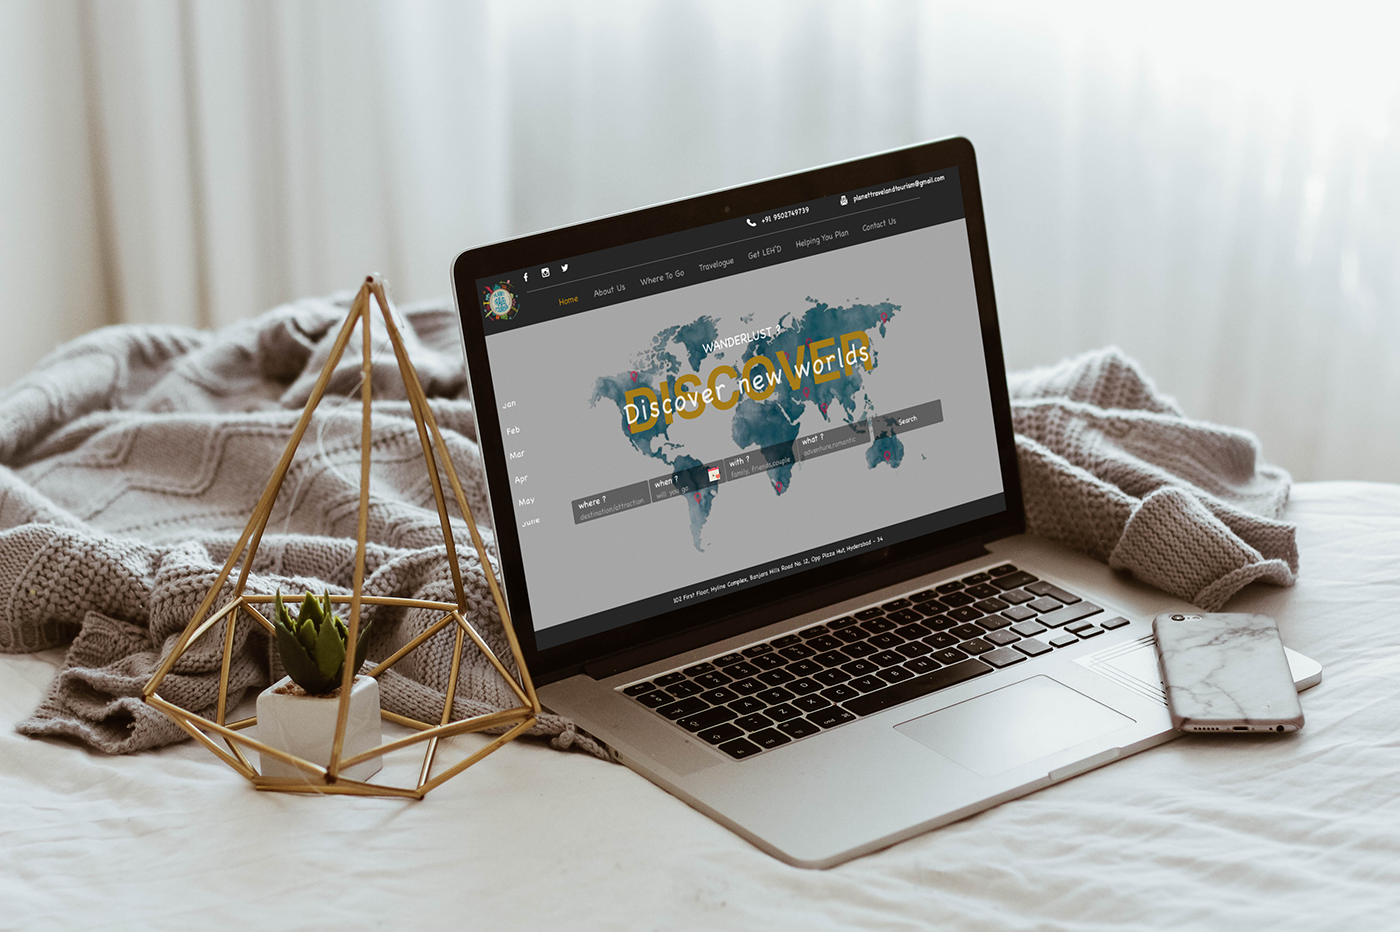 +91 9502749739
planettravelandtourism@gmail.com
Home
About Us
Where To Go
Travelogue
Get LEH'D
Helping You Plan
Contact Us
WANDERLUST ?
DISCOVER
Discover new worlds
Jan
Feb
Mar
Apr
May
June
where ?
destination/attraction
when ?
will you go
with ?
family, friends,couple
what ?
adventure,romantic
Search
102 First Floor, Hyline Complex, Banjara Hills Road No. 12, Opp Pizza Hut, Hyderabad - 34